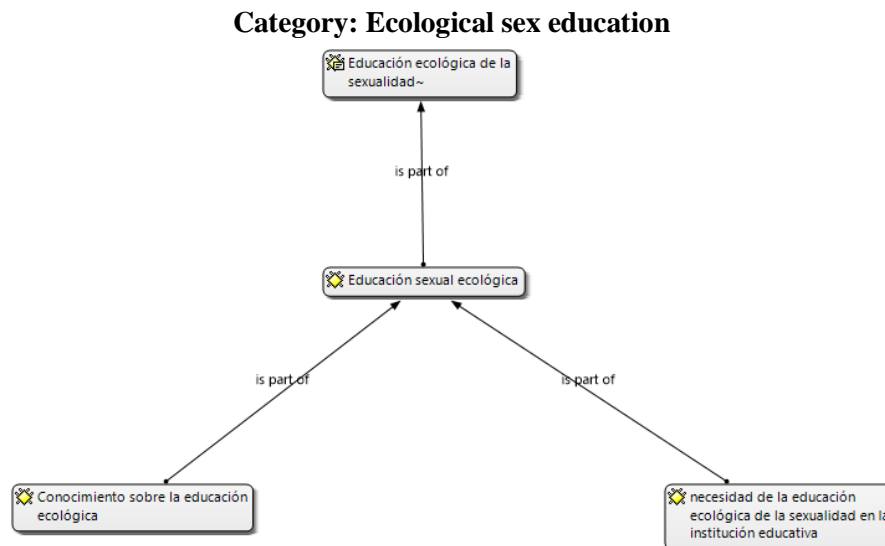 Category: Ecological sex education
Educación ecológica de la
sexualidad~
is part of
Educación sexual ecológica
is part of
is part of
Conocimiento sobre la educación
ecológica
necesidad de la educación
ecológica de la sexualidad en la
institución educativa